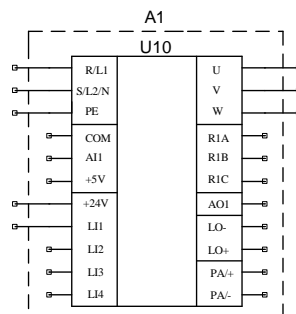 A1
U10
R/L1 U
S/L2/N V
PE W
COM R1A
AI1 R1B
+5V R1C
+24V AO1
LI1 LO-
LI2 LO+
LI3 PA/+
LI4 PA/-